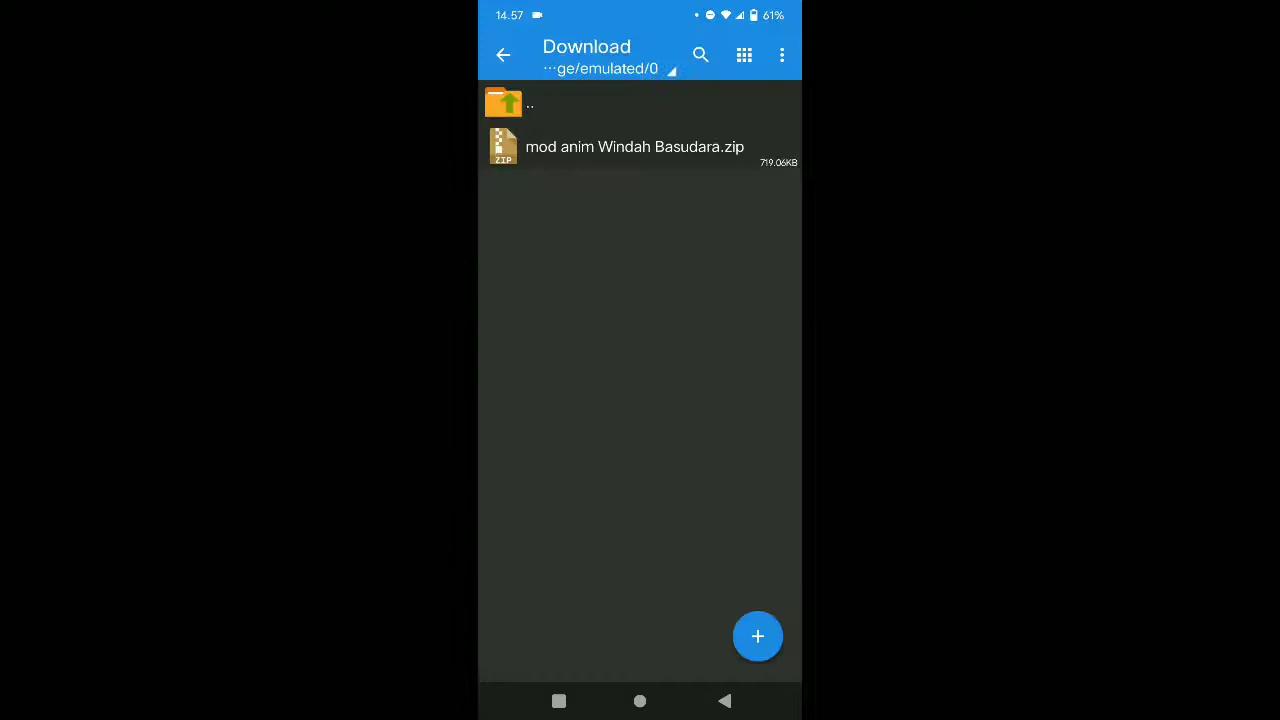 14.57
61%
Download
···ge/emulated/0
..
ZIP
mod anim Windah Basudara.zip
719.06KB